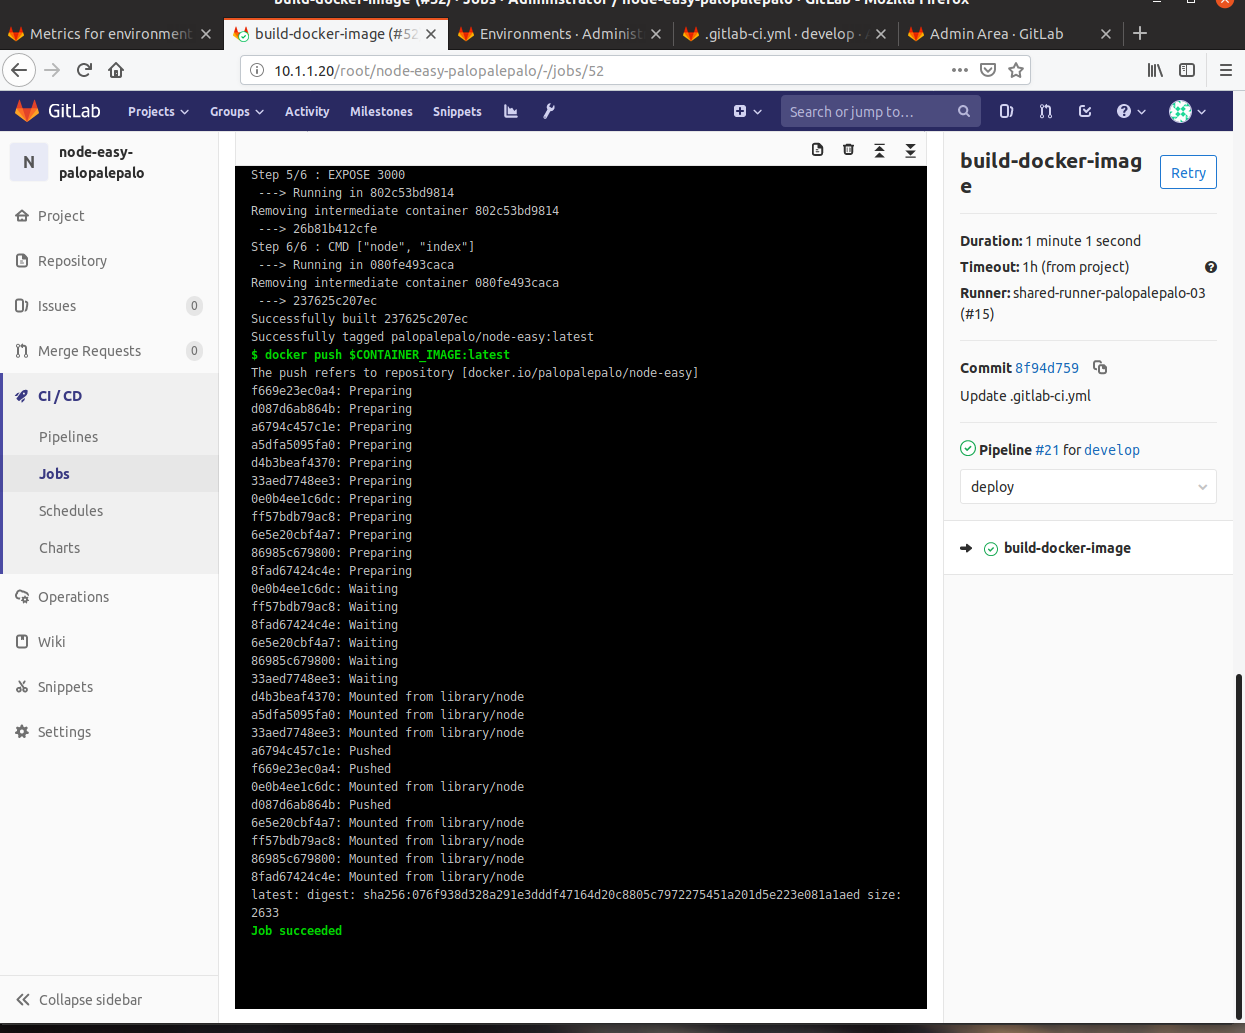 build-docker-image (#52) · Jobs · Administrator / node-easy-palopalepalo · GitLab - Mozilla Firefox
Metrics for environment
build-docker-image (#52
Environments · Administ
.gitlab-ci.yml · develop ·
Admin Area · GitLab
10.1.1.20/root/node-easy-palopalepalo/-/jobs/52
GitLab
Projects
Groups
Activity
Milestones
Snippets
Search or jump to...
N
node-easy-
palopalepalo
Project
Repository
Issues 0
Merge Requests 0
CI / CD
Pipelines
Jobs
Schedules
Charts
Operations
Wiki
Snippets
Settings
Collapse sidebar
Step 5/6 : EXPOSE 3000
---> Running in 802c53bd9814
Removing intermediate container 802c53bd9814
---> 26b81b412cfe
Step 6/6 : CMD ["node", "index"]
---> Running in 080fe493caca
Removing intermediate container 080fe493caca
---> 237625c207ec
Successfully built 237625c207ec
Successfully tagged palopalepalo/node-easy:latest
$ docker push $CONTAINER_IMAGE:latest
The push refers to repository [docker.io/palopalepalo/node-easy]
f669e23ec0a4: Preparing
d087d6ab864b: Preparing
a6794c457c1e: Preparing
a5dfa5095fa0: Preparing
d4b3beaf4370: Preparing
33aed7748ee3: Preparing
0e0b4ee1c6dc: Preparing
ff57bdb79ac8: Preparing
6e5e20cbf4a7: Preparing
86985c679800: Preparing
8fad67424c4e: Preparing
0e0b4ee1c6dc: Waiting
ff57bdb79ac8: Waiting
8fad67424c4e: Waiting
6e5e20cbf4a7: Waiting
86985c679800: Waiting
33aed7748ee3: Waiting
d4b3beaf4370: Mounted from library/node
a5dfa5095fa0: Mounted from library/node
33aed7748ee3: Mounted from library/node
a6794c457c1e: Pushed
f669e23ec0a4: Pushed
0e0b4ee1c6dc: Mounted from library/node
d087d6ab864b: Pushed
6e5e20cbf4a7: Mounted from library/node
ff57bdb79ac8: Mounted from library/node
86985c679800: Mounted from library/node
8fad67424c4e: Mounted from library/node
latest: digest: sha256:076f938d328a291e3dddf47164d20c8805c7972275451a201d5e223e081a1aed size:
2633
Job succeeded
build-docker-imag
e
Retry
Duration: 1 minute 1 second
Timeout: 1h (from project)
Runner: shared-runner-palopalepalo-03
(#15)
Commit 8f94d759
Update .gitlab-ci.yml
Pipeline #21 for develop
deploy
build-docker-image